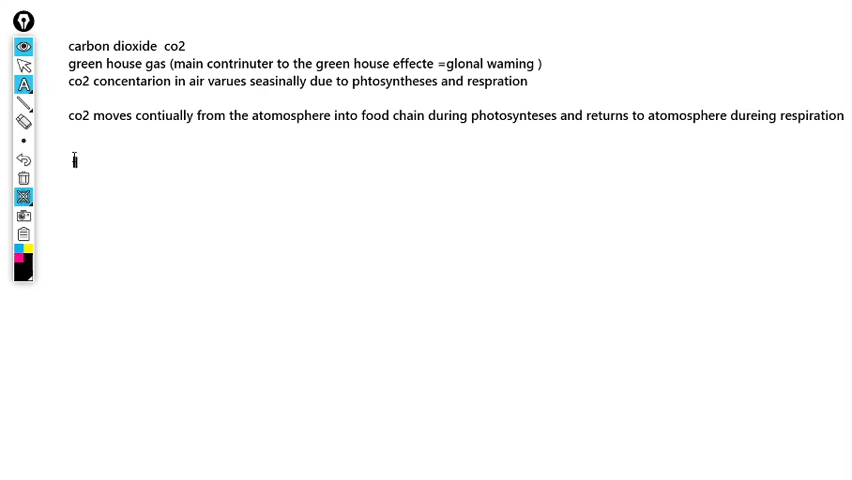 carbon dioxide  co2
green house gas (main contrinuter to the green house effecte =glonal waming )
co2 concentarion in air varues seasinally due to phtosyntheses and respration
co2 moves contiually from the atomosphere into food chain during photosynteses and returns to atomosphere dureing respiration